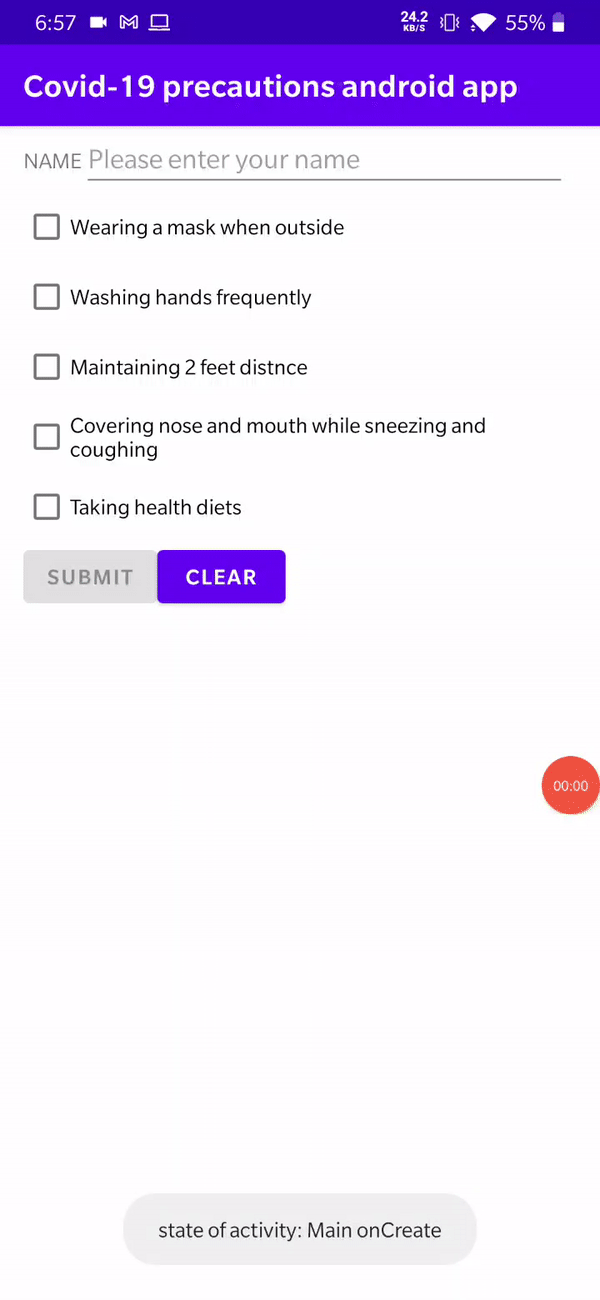 6:57 24.2 KB/S 55%
Covid-19 precautions android app
NAME Please enter your name
Wearing a mask when outside
Washing hands frequently
Maintaining 2 feet distnce
Covering nose and mouth while sneezing and
coughing
Taking health diets
SUBMIT CLEAR
00:00
state of activity: Main onCreate